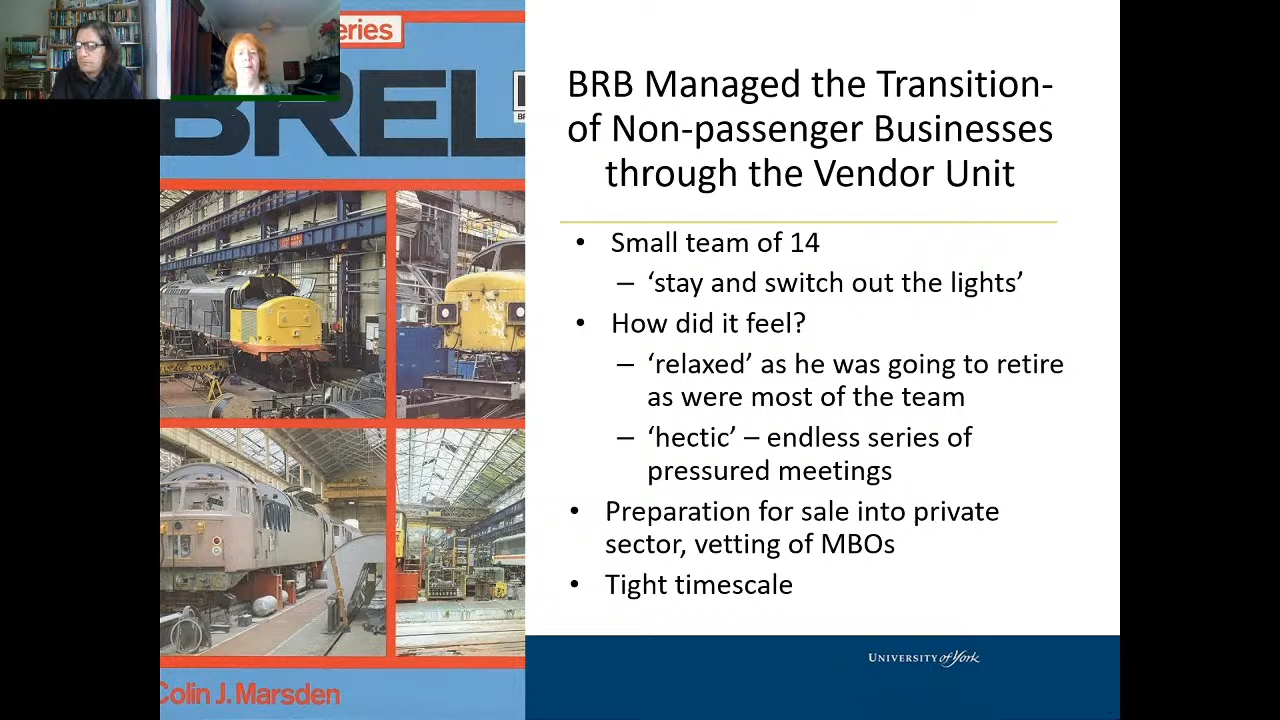 eries
BREL
BRB Managed the Transition-
of Non-passenger Businesses
through the Vendor Unit
• Small team of 14
– ‘stay and switch out the lights’
• How did it feel?
– ‘relaxed’ as he was going to retire
as were most of the team
– ‘hectic’ – endless series of
pressured meetings
• Preparation for sale into private
sector, vetting of MBOs
• Tight timescale
Colin J. Marsden
UNIVERSITY of York